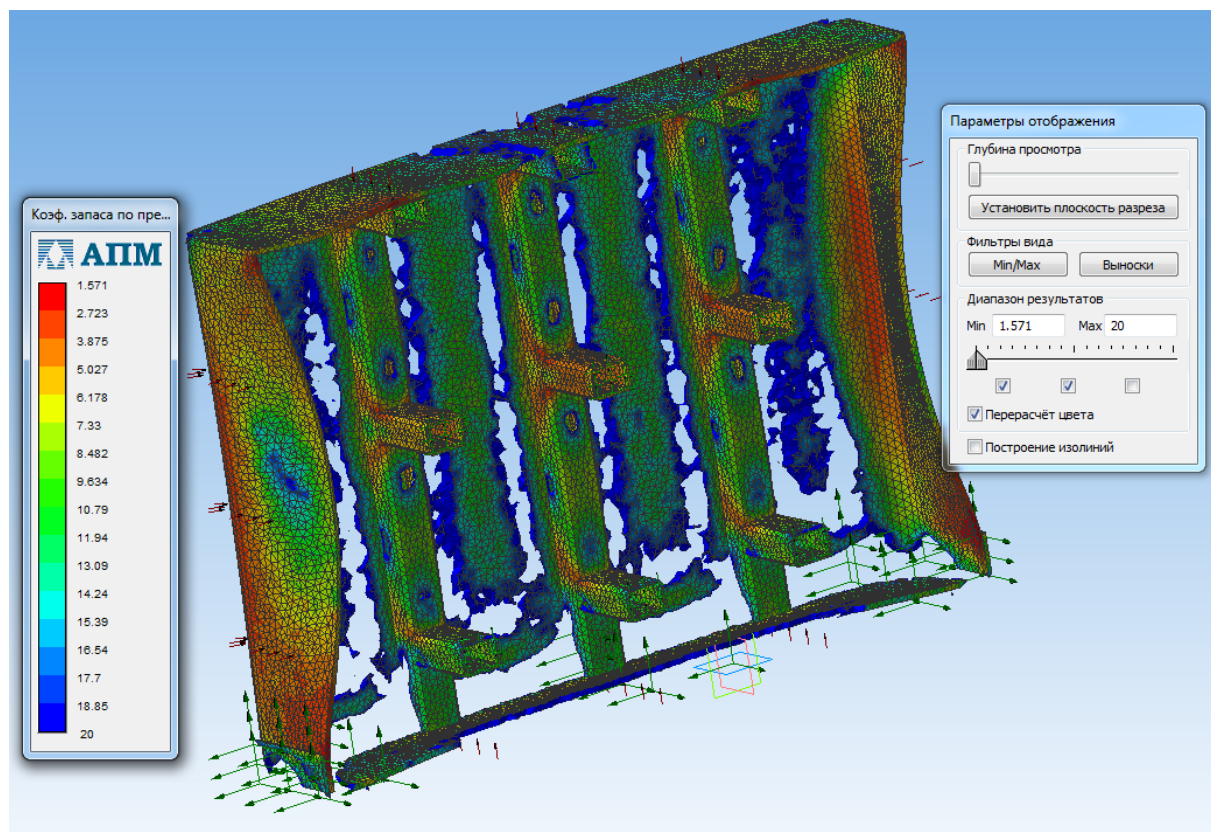 Коэф. запаса по пре...
АПМ
1.571
2.723
3.875
5.027
6.178
7.33
8.482
9.634
10.79
11.94
13.09
14.24
15.39
16.54
17.7
18.85
20
Параметры отображения
Глубина просмотра
Установить плоскость разреза
Фильтры вида
Min/Max Выноски
Диапазон результатов
Min 1.571 Max 20
Перерасчёт цвета
Построение изолиний